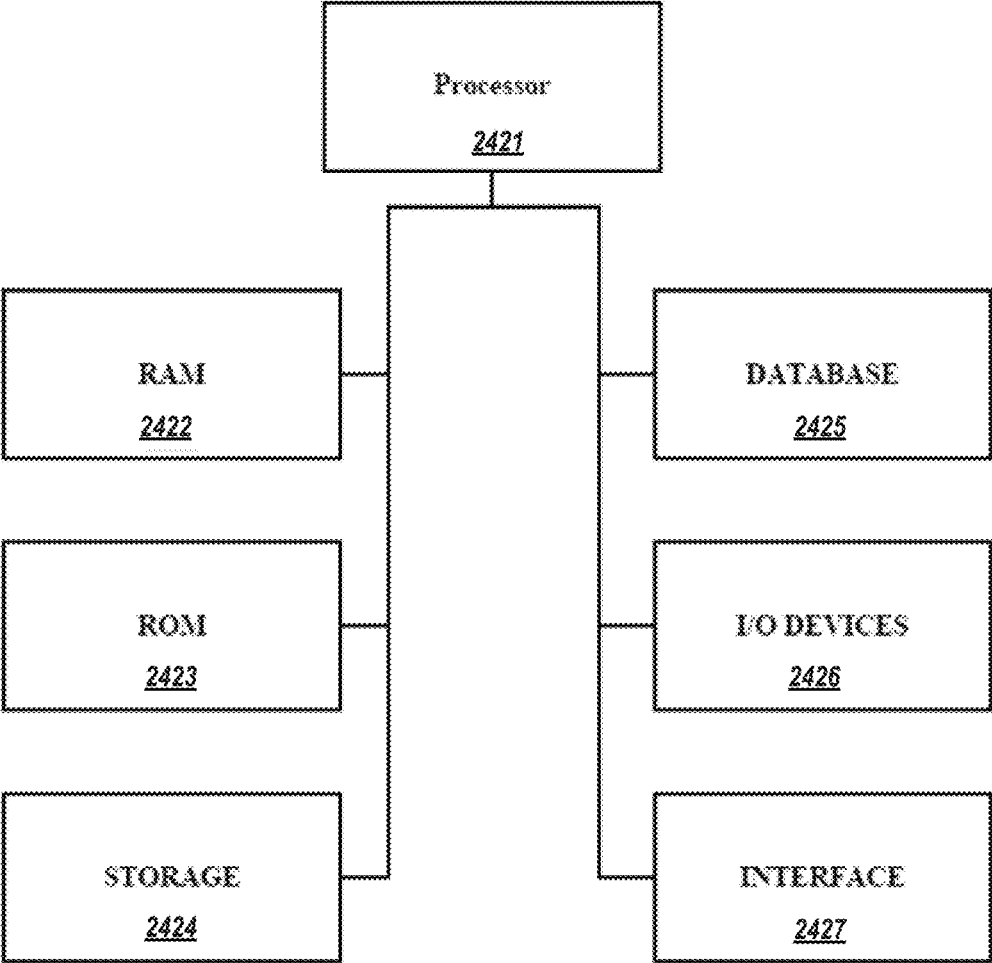 Processor
2421
RAM
2422
DATABASE
2425
ROM
2423
I/O DEVICES
2426
STORAGE
2424
INTERFACE
2427